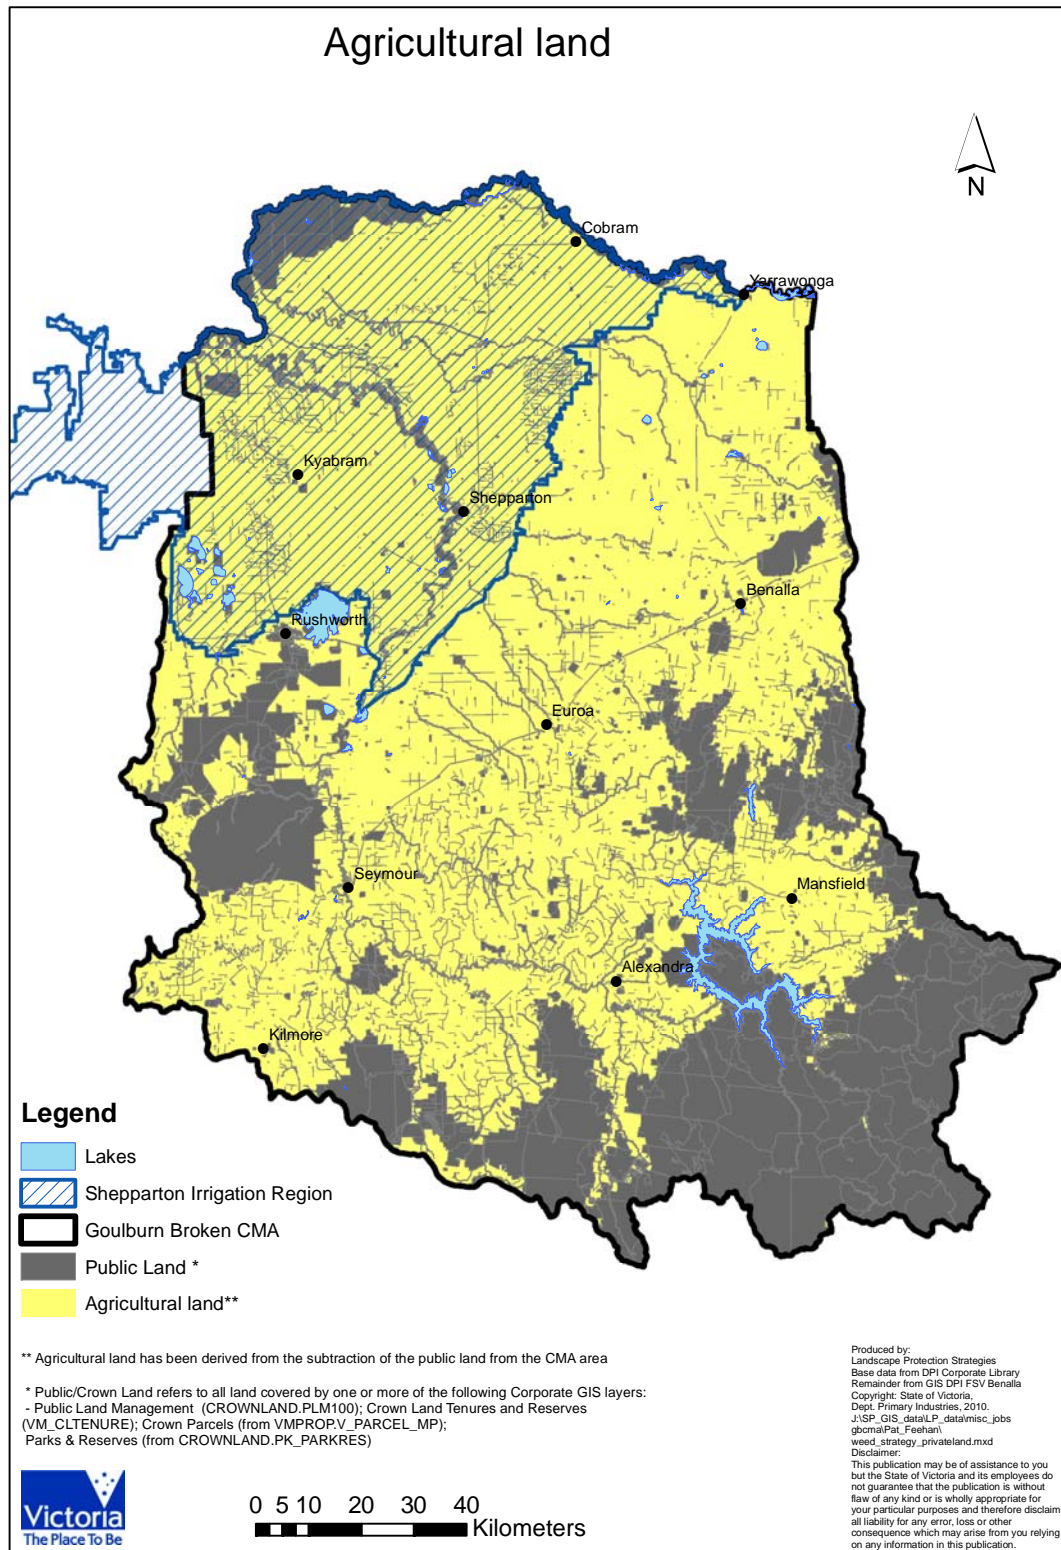 Agricultural land
N
Cobram
Yarrawonga
Kyabram
Shepparton
Benalla
Rushworth
Euroa
Seymour
Mansfield
Alexandra
Kilmore
Legend
Lakes
Shepparton Irrigation Region
Goulburn Broken CMA
Public Land *
Agricultural land**
** Agricultural land has been derived from the subtraction of the public land from the CMA area
* Public/Crown Land refers to all land covered by one or more of the following Corporate GIS layers:
- Public Land Management (CROWNLAND.PLM100); Crown Land Tenures and Reserves
(VM_CLTENURE); Crown Parcels (from VMPROP.V_PARCEL_MP);
Parks & Reserves (from CROWNLAND.PK_PARKRES)
Victoria
The Place To Be
0 5 10 20 30 40
Kilometers
Produced by:
Landscape Protection Strategies
Base data from DPI Corporate Library
Remainder from GIS DPI FSV Benalla
Copyright: State of Victoria,
Dept. Primary Industries, 2010.
J:\SP_GIS_data\LP_data\misc_jobs
gbcma\Pat_Feehan\
weed_strategy_privateland.mxd
Disclaimer:
This publication may be of assistance to you
but the State of Victoria and its employees do
not guarantee that the publication is without
flaw of any kind or is wholly appropriate for
your particular purposes and therefore disclaim
all liability for any error, loss or other
consequence which may arise from you relying
on any information in this publication.